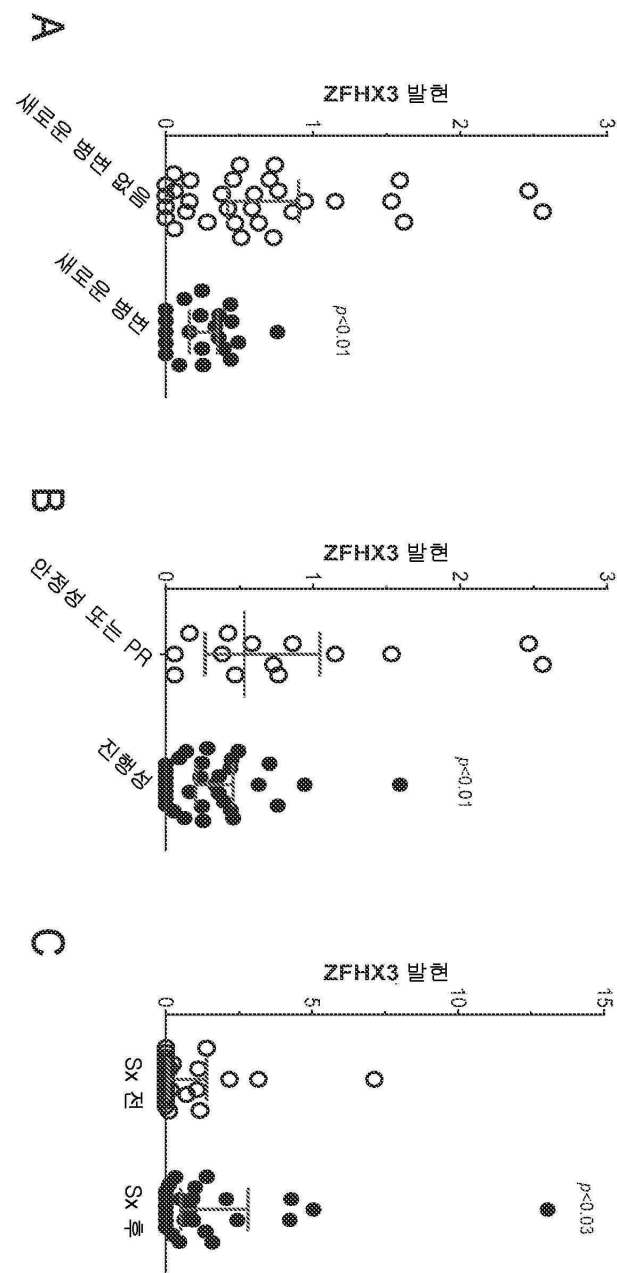 A
ZFHX3 발현
3
2
1
0
p<0.01
새로운 병변 없음
새로운 병변
B
ZFHX3 발현
3
2
1
0
p<0.01
안정성 또는 PR
진행성
C
ZFHX3 발현
15
10
5
0
p<0.03
Sx 전
Sx 후